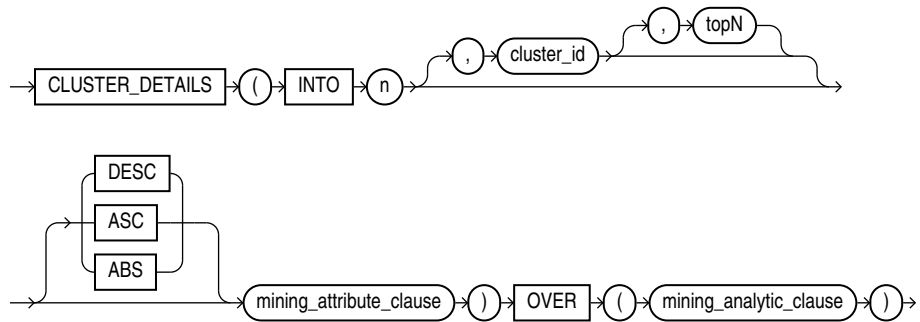 , topN
, cluster_id
CLUSTER_DETAILS ( INTO n
DESC
ASC
ABS
mining_attribute_clause ) OVER ( mining_analytic_clause )